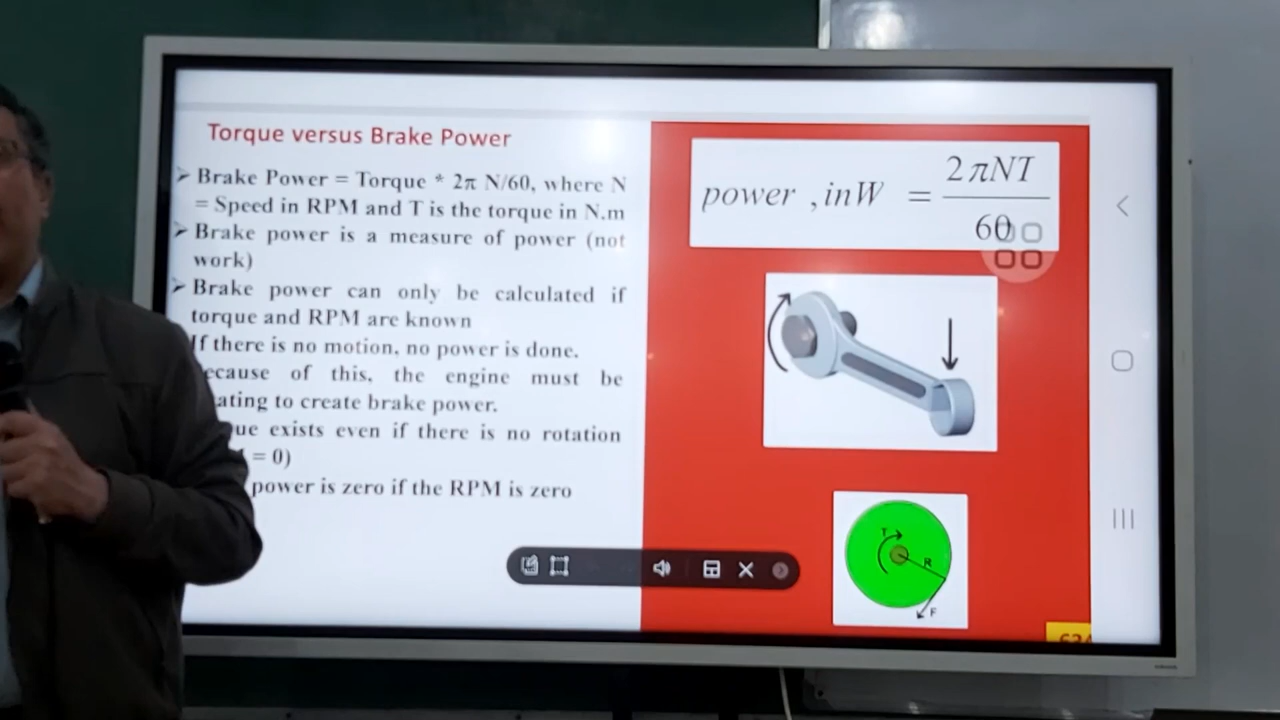 Torque versus Brake Power
➢ Brake Power = Torque * 2π N/60, where N
= Speed in RPM and T is the torque in N.m
➢ Brake power is a measure of power (not
work)
➢ Brake power can only be calculated if
torque and RPM are known
If there is no motion, no power is done.
ecause of this, the engine must be
ating to create brake power.
ue exists even if there is no rotation
= 0)
power is zero if the RPM is zero
power , inW = 2πNT
60
T
R
F